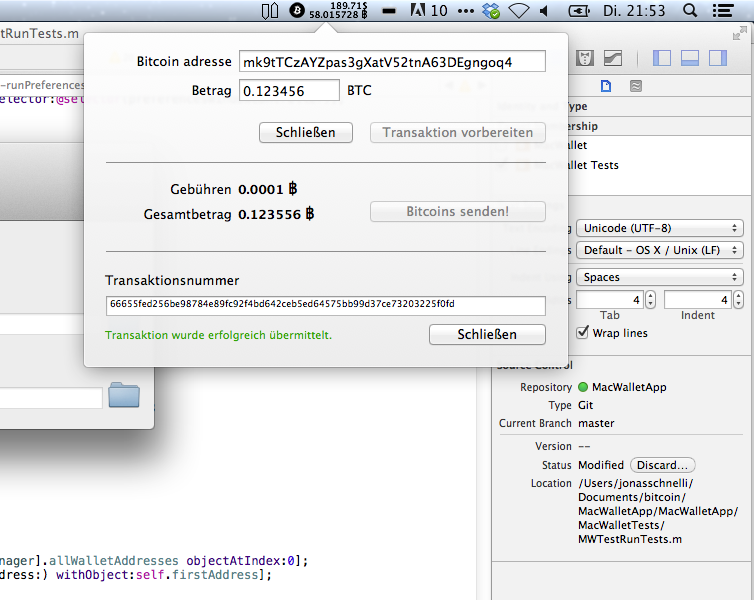 189.71$
58.015728 ฿
10
Di. 21:53
tRunTests.m
-runPreferences
elector:@sel
Bitcoin adresse
mk9tTCzAYZpas3gXatV52tnA63DEgngoq4
Betrag
0.123456
BTC
Schließen
Transaktion vorbereiten
Gebühren 0.0001 ฿
Gesamtbetrag 0.123556 ฿
Bitcoins senden!
Transaktionsnummer
66655fed256be98784e89fc92f4bd642ceb5ed64575bb99d37ce73203225f0fd
Transaktion wurde erfolgreich übermittelt.
Schließen
Type
ership
Wallet
Wallet Tests
Unicode (UTF-8)
Default - OS X / Unix (LF)
Spaces
4
4
Tab
Indent
Wrap lines
Source Control
Repository
MacWalletApp
Type
Git
Current Branch
master
Version
--
Status
Modified
Discard...
Location
/Users/jonasschnelli/
Documents/bitcoin/
MacWalletApp/MacWalletApp/
MacWalletTests/
MWTestRunTests.m
nager].allWalletAddresses objectAtIndex:0];
dress:) withObject:self.firstAddress];